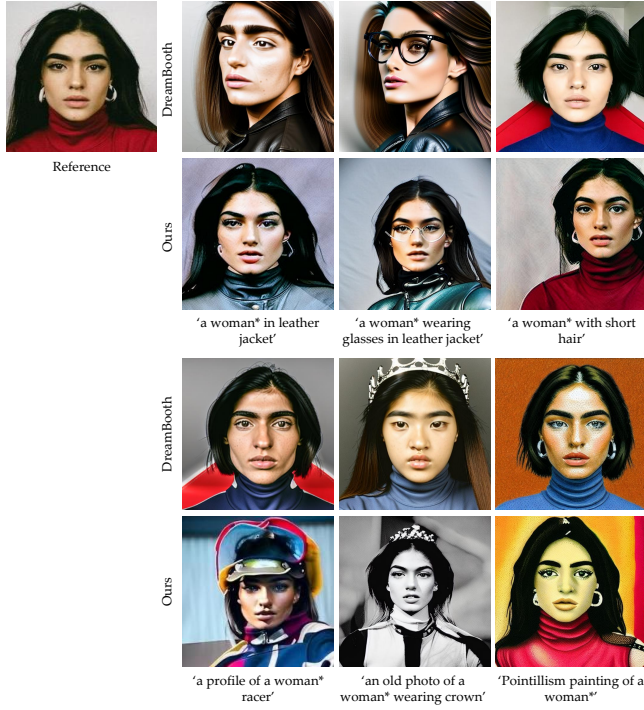 DreamBooth
Reference
Ours
‘a woman* in leather
jacket’
‘a woman* wearing
glasses in leather jacket’
‘a woman* with short
hair’
DreamBooth
Ours
‘a profile of a woman*
racer’
‘an old photo of a
woman* wearing crown’
‘Pointillism painting of a
woman*’